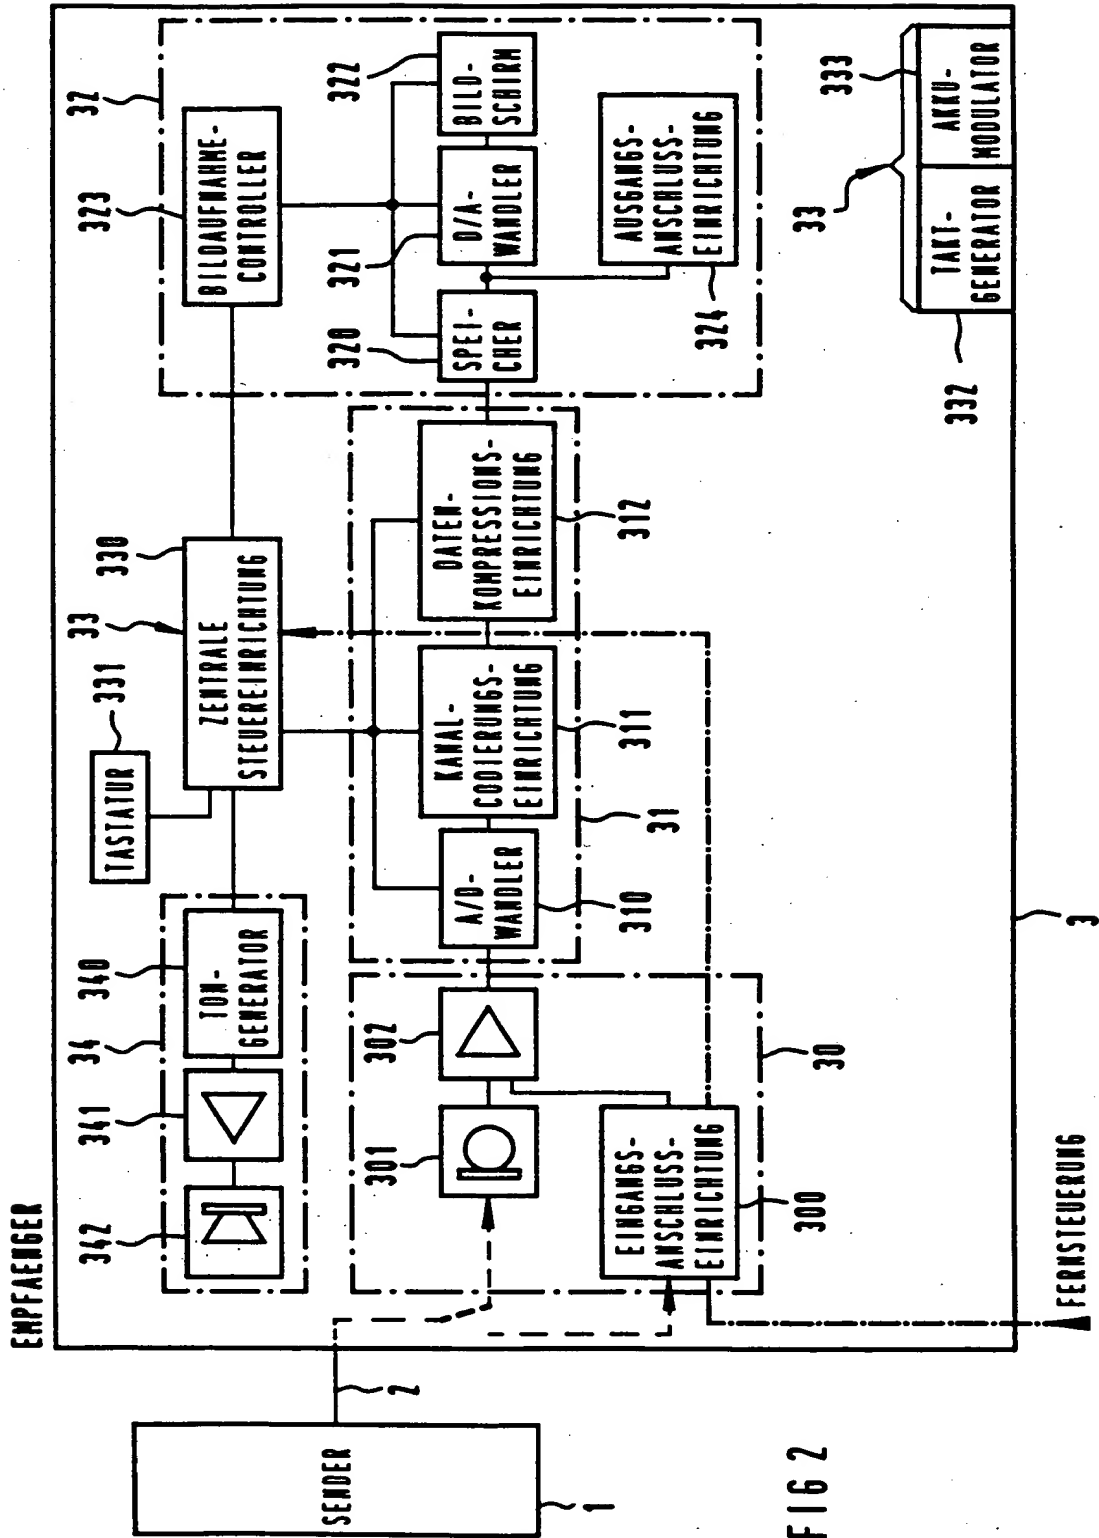 EMPFAENGER
SENDER
1
2
342
341
34
340
TON-
GENERATOR
331
TASTATUR
33
330
ZENTRALE
STEUEREINRICHTUNG
323
32
BILDAUFNAHME-
CONTROLLER
301
302
A/D-
WANDLER
310
KANAL-
CODIERUNGS-
EINRICHTUNG
311
31
DATEN-
KOMPRESSIONS-
EINRICHTUNG
312
320
SPEI-
CHER
321
D/A-
WANDLER
322
BILD-
SCHIRM
EINGANGS-
ANSCHLUSS-
EINRICHTUNG
300
30
AUSGANGS-
ANSCHLUSS-
EINRICHTUNG
324
33
332
333
TAKT-
GENERATOR
AKKU-
MODULATOR
FERNSTEUERUNG
3
FIG 2